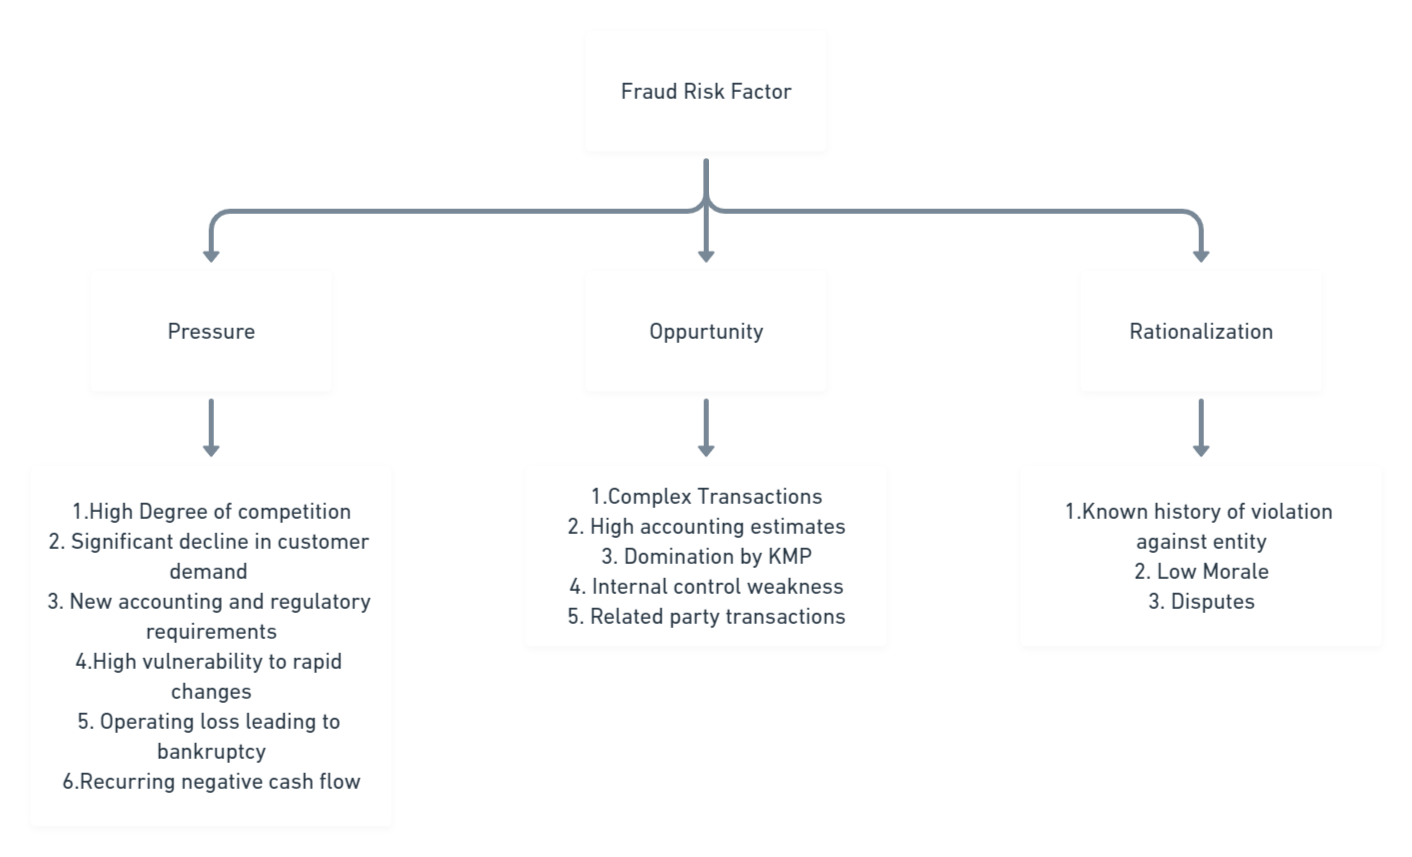 Fraud Risk Factor
Pressure
Oppurtunity
Rationalization
1.High Degree of competition
2. Significant decline in customer
demand
3. New accounting and regulatory
requirements
4.High vulnerability to rapid
changes
5. Operating loss leading to
bankruptcy
6.Recurring negative cash flow
1.Complex Transactions
2. High accounting estimates
3. Domination by KMP
4. Internal control weakness
5. Related party transactions
1.Known history of violation
against entity
2. Low Morale
3. Disputes